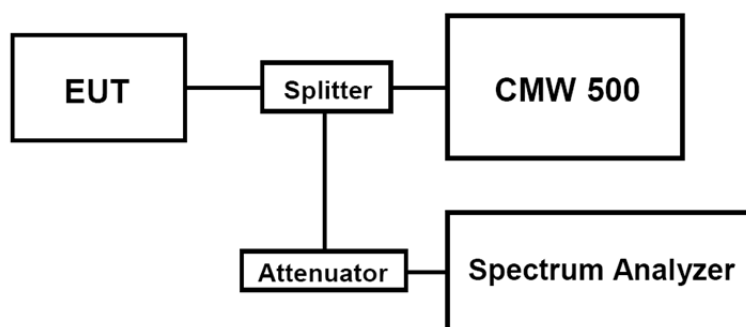 EUT
Splitter
CMW 500
Attenuator
Spectrum Analyzer